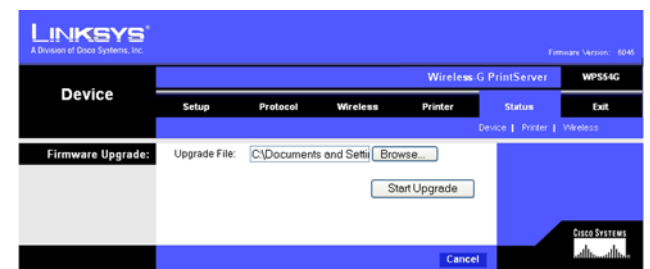 LINKSYS®
A Division of Cisco Systems, Inc.
Firmware Version: 6045
Wireless-G PrintServer WPS54G
Device
Setup Protocol Wireless Printer Status Exit
Device | Printer | Wireless
Firmware Upgrade: Upgrade File: C:\Documents and Setti Browse...
Start Upgrade
CISCO SYSTEMS
Cancel